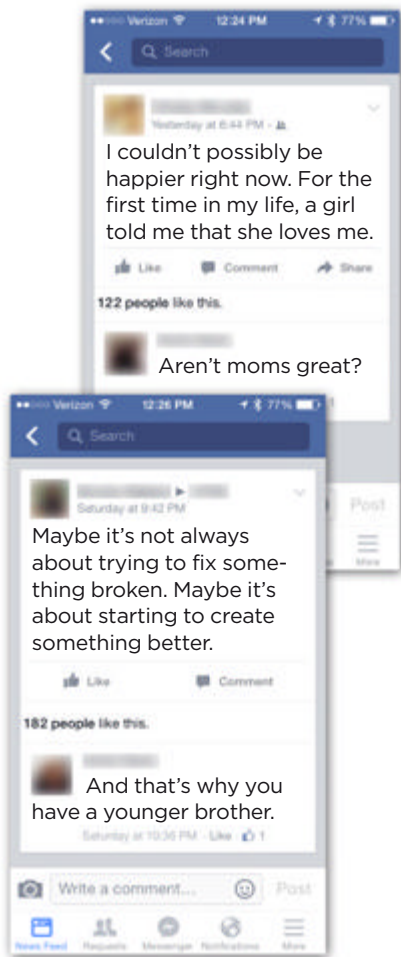 Verizon 12:24 PM 77%
Search
Yesterday at 6:44 PM
I couldn’t possibly be
happier right now. For the
first time in my life, a girl
told me that she loves me.
Like Comment Share
122 people like this.
Aren’t moms great?
Post
More
Verizon 12:26 PM 77%
Search
Saturday at 9:42 PM
Maybe it’s not always
about trying to fix some-
thing broken. Maybe it’s
about starting to create
something better.
Like Comment
182 people like this.
And that’s why you
have a younger brother.
Saturday at 10:36 PM · Like · 1
Write a comment... Post
News Feed Requests Messenger Notifications More